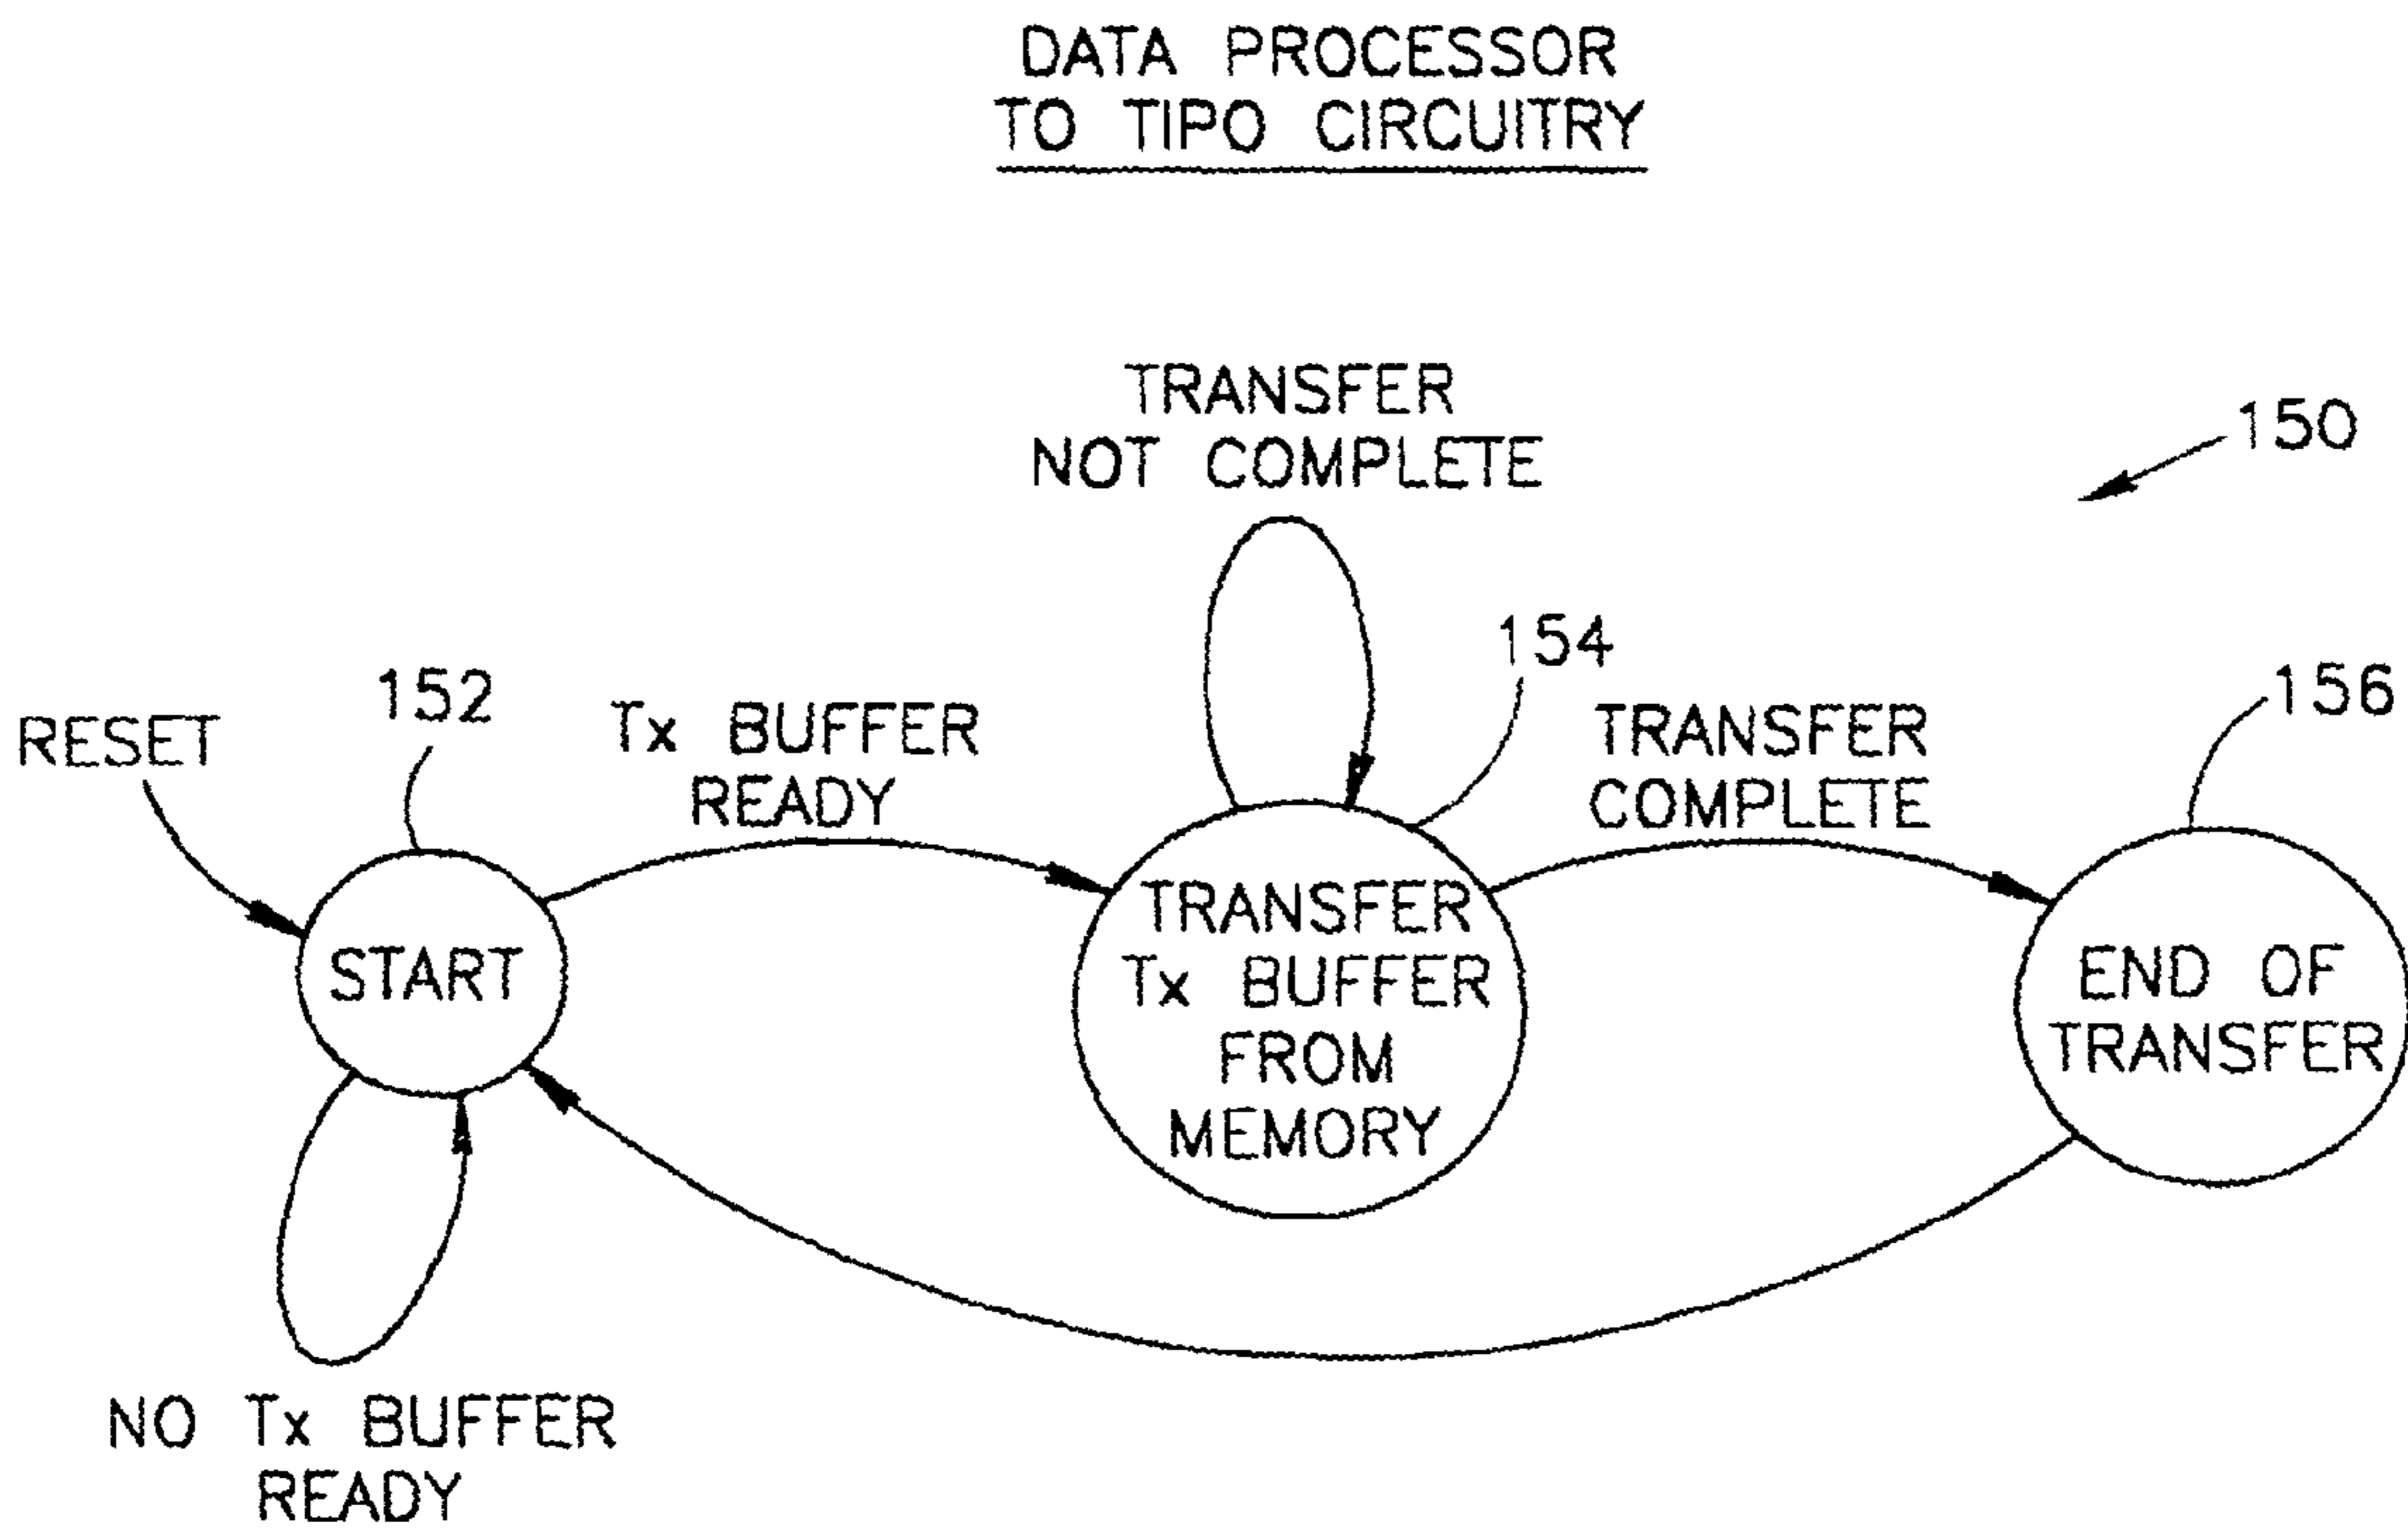 DATA PROCESSOR
TO TIPO CIRCUITRY
TRANSFER
NOT COMPLETE
150
154
152
156
RESET
Tx BUFFER
READY
TRANSFER
COMPLETE
START
TRANSFER
Tx BUFFER
FROM
MEMORY
END OF
TRANSFER
NO Tx BUFFER
READY